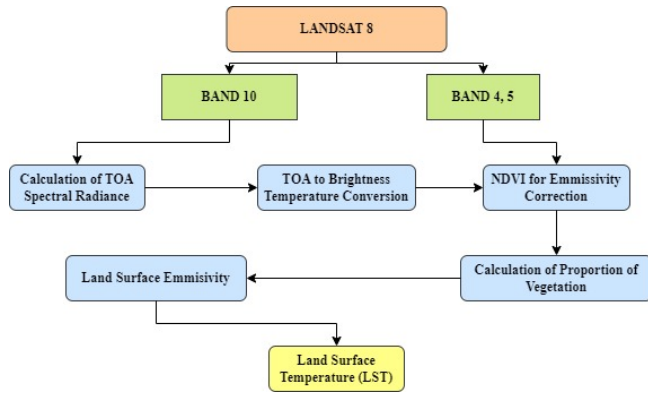 LANDSAT 8
BAND 10
BAND 4, 5
Calculation of TOA
Spectral Radiance
TOA to Brightness
Temperature Conversion
NDVI for Emmissivity
Correction
Land Surface Emmisivity
Calculation of Proportion of
Vegetation
Land Surface
Temperature (LST)